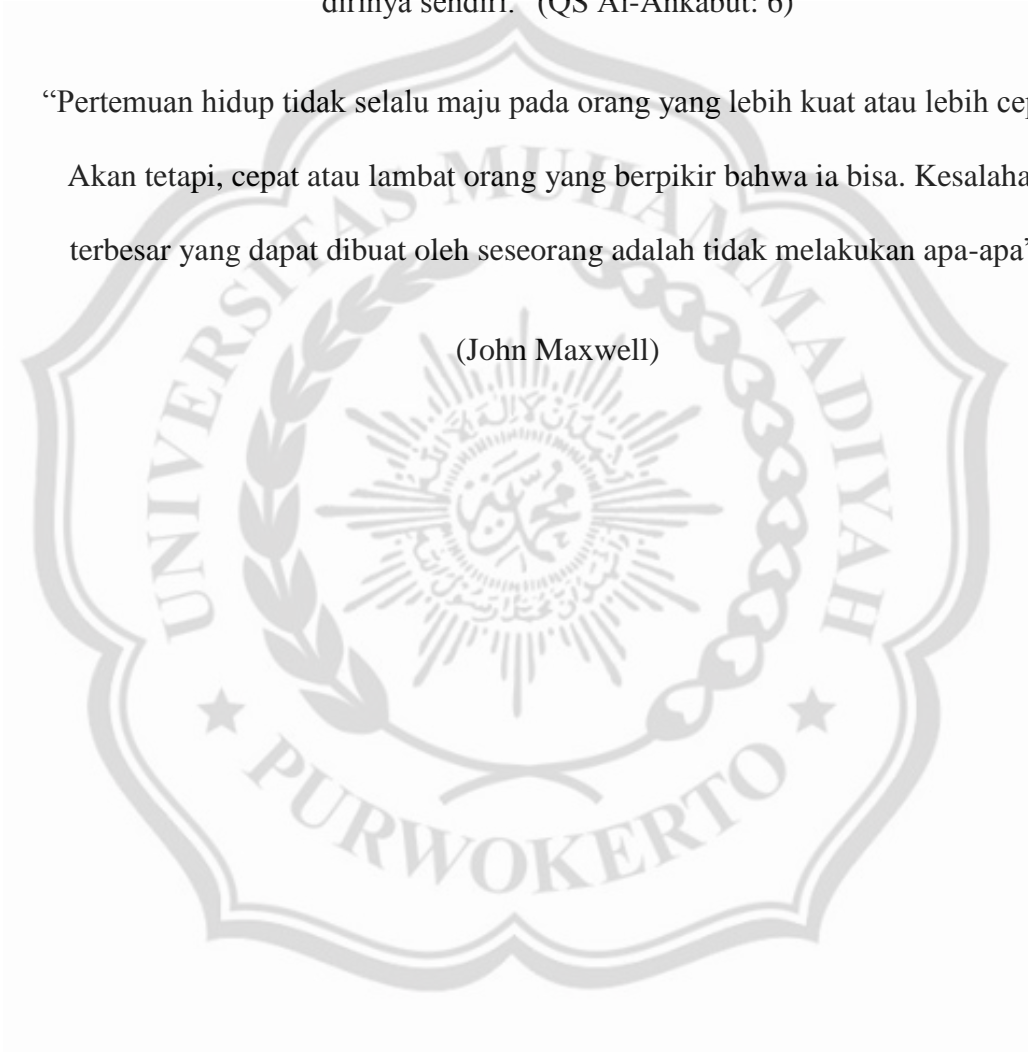 dirinya sendiri.” (QS Al-Ankabut: 6)
“Pertemuan hidup tidak selalu maju pada orang yang lebih kuat atau lebih
Akan tetapi, cepat atau lambat orang yang berpikir bahwa ia bisa.
terbesar yang dapat dibuat oleh seseorang adalah tidak melakukan apa-apa”
(John Maxwell)
UNIVERSITAS MUHAMMADIYAH
PURWOKERTO